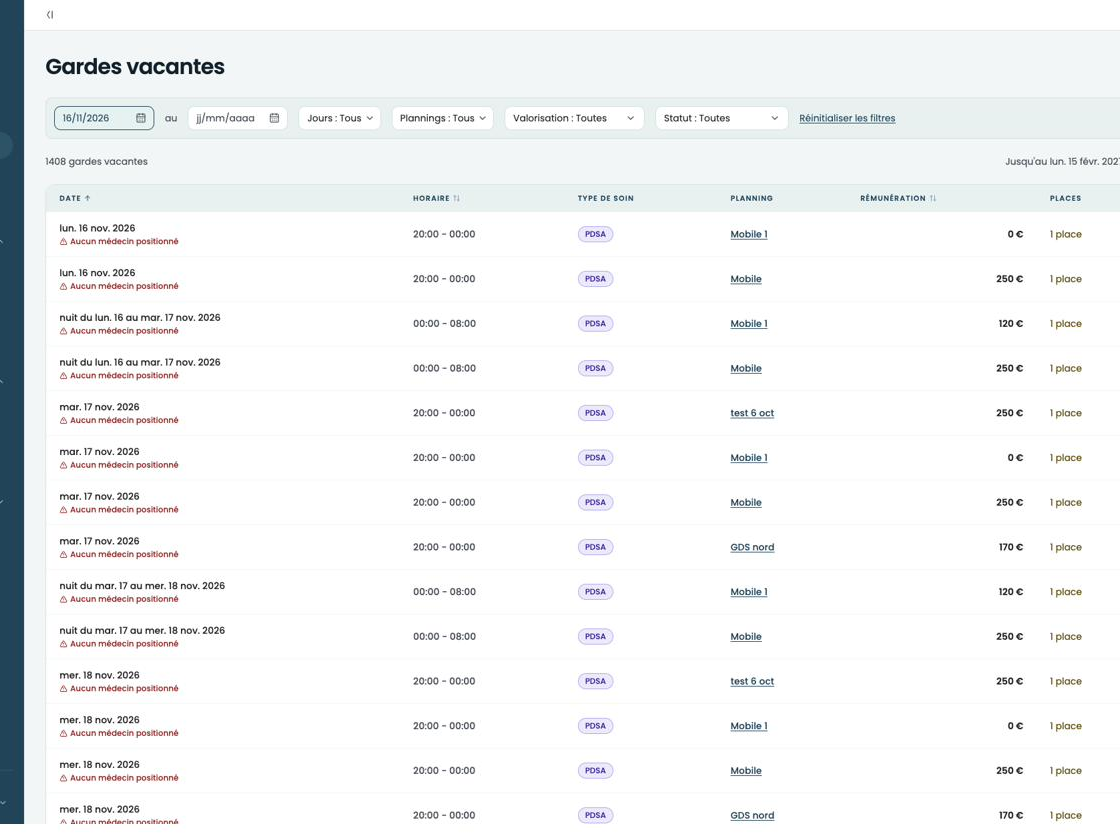 Gardes vacantes
16/11/2026 au jj/mm/aaaa Jours : Tous Plannings : Tous Valorisation : Toutes Statut : Toutes Réinitialiser les filtres
1408 gardes vacantes Jusqu'au lun. 15 févr. 202
DATE HORAIRE TYPE DE SOIN PLANNING RÉMUNÉRATION PLACES
lun. 16 nov. 2026
Aucun médecin positionné
20:00 - 00:00 PDSA Mobile 1 0 € 1 place
lun. 16 nov. 2026
Aucun médecin positionné
20:00 - 00:00 PDSA Mobile 250 € 1 place
nuit du lun. 16 au mar. 17 nov. 2026
Aucun médecin positionné
00:00 - 08:00 PDSA Mobile 1 120 € 1 place
nuit du lun. 16 au mar. 17 nov. 2026
Aucun médecin positionné
00:00 - 08:00 PDSA Mobile 250 € 1 place
mar. 17 nov. 2026
Aucun médecin positionné
20:00 - 00:00 PDSA test 6 oct 250 € 1 place
mar. 17 nov. 2026
Aucun médecin positionné
20:00 - 00:00 PDSA Mobile 1 0 € 1 place
mar. 17 nov. 2026
Aucun médecin positionné
20:00 - 00:00 PDSA Mobile 250 € 1 place
mar. 17 nov. 2026
Aucun médecin positionné
20:00 - 00:00 PDSA GDS nord 170 € 1 place
nuit du mar. 17 au mer. 18 nov. 2026
Aucun médecin positionné
00:00 - 08:00 PDSA Mobile 1 120 € 1 place
nuit du mar. 17 au mer. 18 nov. 2026
Aucun médecin positionné
00:00 - 08:00 PDSA Mobile 250 € 1 place
mer. 18 nov. 2026
Aucun médecin positionné
20:00 - 00:00 PDSA test 6 oct 250 € 1 place
mer. 18 nov. 2026
Aucun médecin positionné
20:00 - 00:00 PDSA Mobile 1 0 € 1 place
mer. 18 nov. 2026
Aucun médecin positionné
20:00 - 00:00 PDSA Mobile 250 € 1 place
mer. 18 nov. 2026
Aucun médecin positionné
20:00 - 00:00 PDSA GDS nord 170 € 1 place